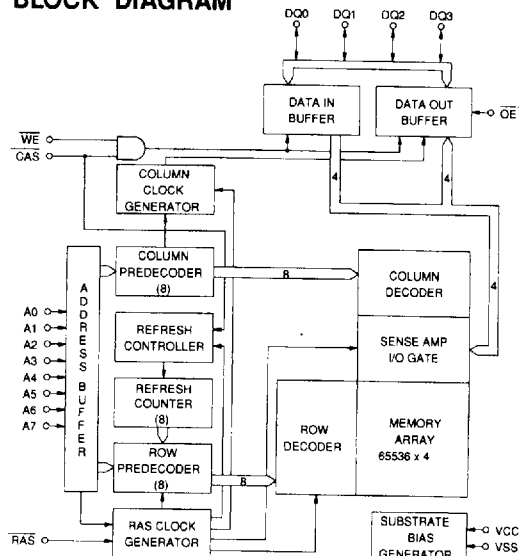 BLOCK DIAGRAM
DQ0 DQ1 DQ2 DQ3
DATA IN
BUFFER
DATA OUT
BUFFER
OE
WE
CAS
4
4
COLUMN
CLOCK
GENERATOR
COLUMN
PREDECODER
(8)
8
COLUMN
DECODER
4
ADDRESS BUFFER
A0
A1
A2
A3
A4
A5
A6
A7
REFRESH
CONTROLLER
SENSE AMP
I/O GATE
REFRESH
COUNTER
(8)
ROW
DECODER
MEMORY
ARRAY
65536 x 4
ROW
PREDECODER
(8)
8
RAS
RAS CLOCK
GENERATOR
SUBSTRATE
BIAS
GENERATOR
VCC
VSS